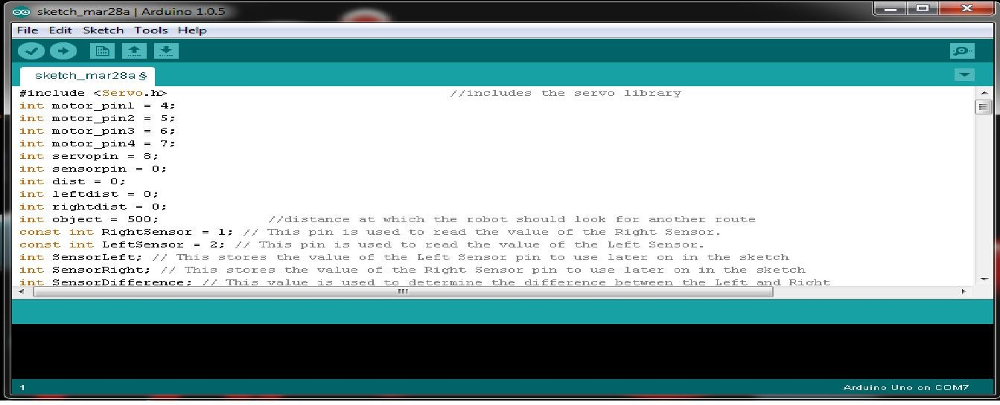 sketch_mar28a | Arduino 1.0.5
File Edit Sketch Tools Help
sketch_mar28a §
#include <Servo.h> //includes the servo library
int motor_pin1 = 4;
int motor_pin2 = 5;
int motor_pin3 = 6;
int motor_pin4 = 7;
int servopin = 8;
int sensorpin = 0;
int dist = 0;
int leftdist = 0;
int rightdist = 0;
int object = 500; //distance at which the robot should look for another route
const int RightSensor = 1; // This pin is used to read the value of the Right Sensor.
const int LeftSensor = 2; // This pin is used to read the value of the Left Sensor.
int SensorLeft; // This stores the value of the Left Sensor pin to use later on in the sketch
int SensorRight; // This stores the value of the Right Sensor pin to use later on in the sketch
int SensorDifference; // This value is used to determine the difference between the Left and Right
1 Arduino Uno on COM7